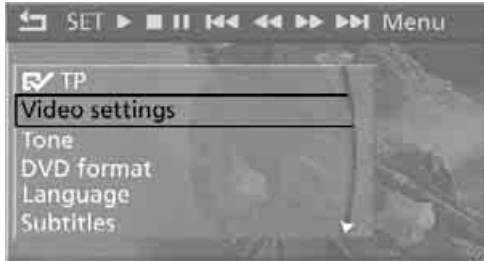 SET Menu
TP
Video settings
Tone
DVD format
Language
Subtitles